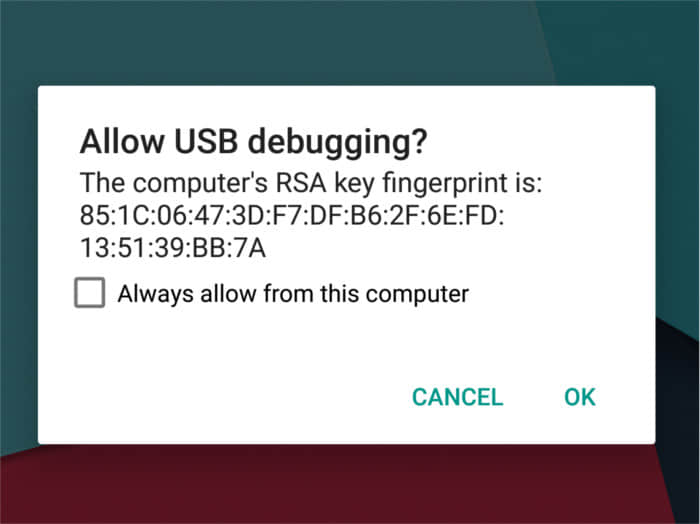 Allow USB debugging?
The computer's RSA key fingerprint is:
85:1C:06:47:3D:F7:DF:B6:2F:6E:FD:
13:51:39:BB:7A
Always allow from this computer
CANCEL OK